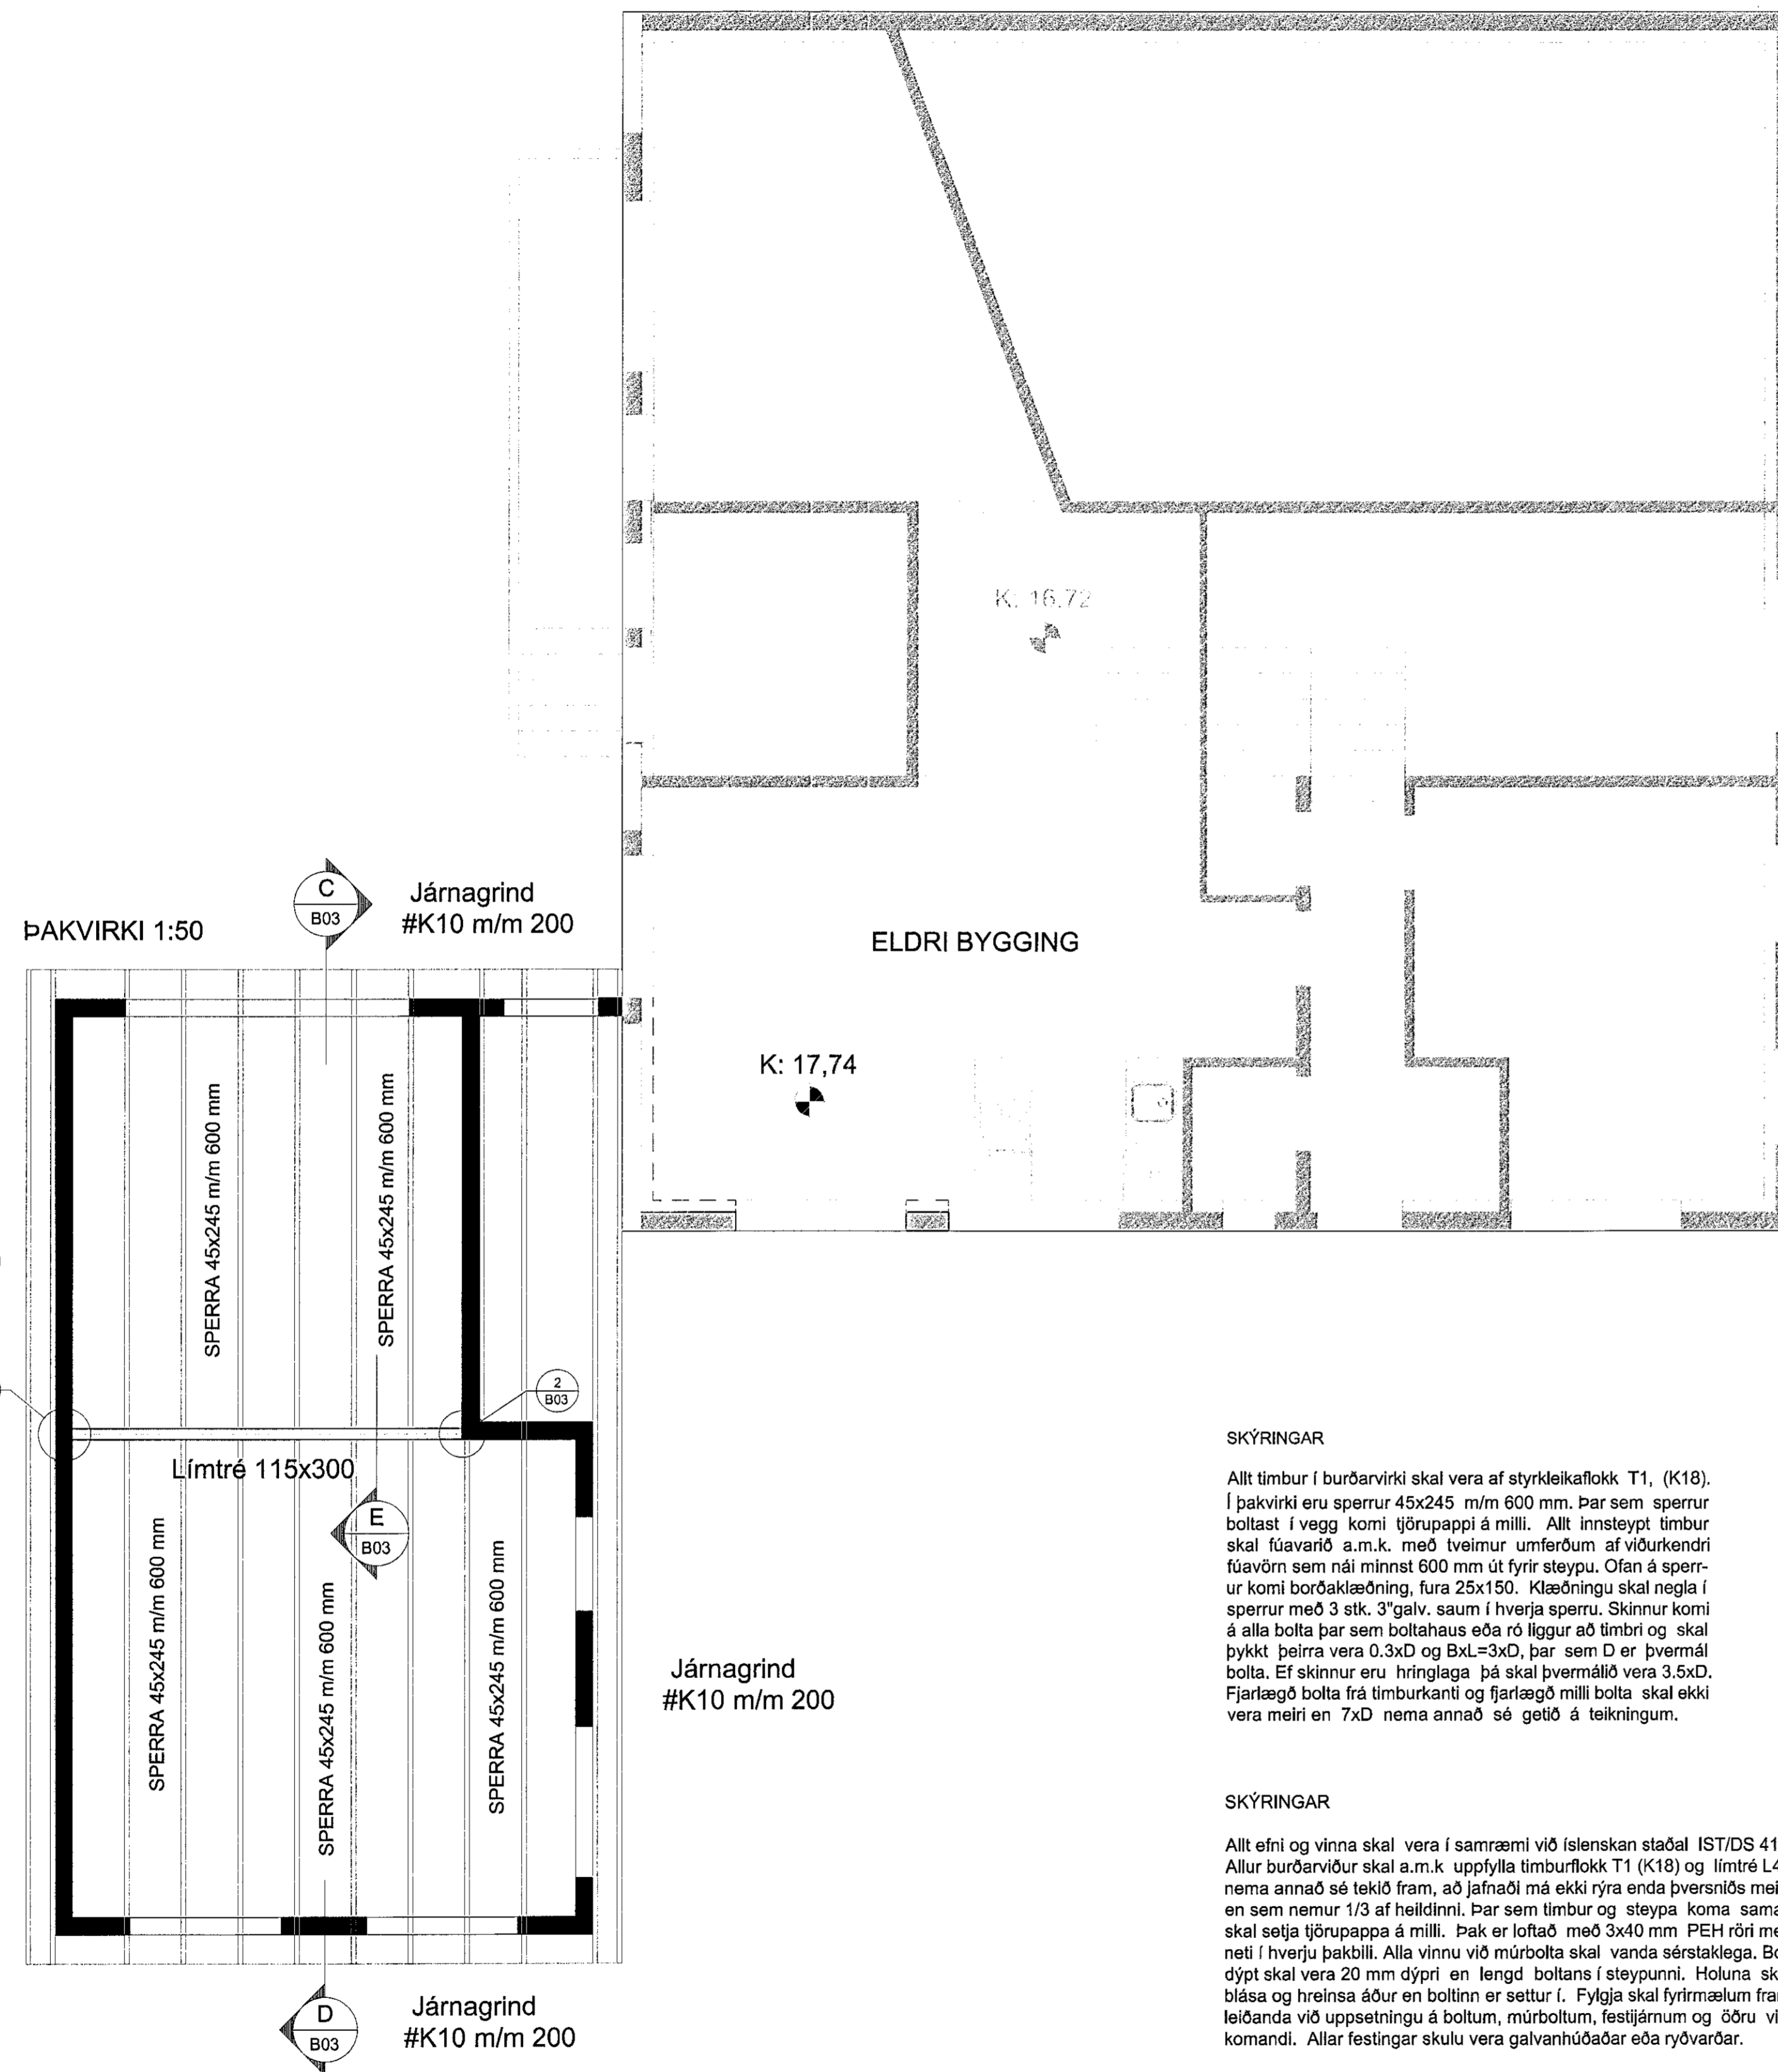 K: 16,72
C
B03
Járnagrind
#K10 m/m 200
ÞAKVIRKI 1:50
ELDRI BYGGING
K: 17,74
SPERRA 45x245 m/m 600 mm
SPERRA 45x245 m/m 600 mm
2
B03
Límtré 115x300
E
B03
SPERRA 45x245 m/m 600 mm
SPERRA 45x245 m/m 600 mm
SPERRA 45x245 m/m 600 mm
Járnagrind
#K10 m/m 200
D
B03
Járnagrind
#K10 m/m 200
SKÝRINGAR
Allt timbur í burðarvirki skal vera af styrkleikaflokk T1, (K18).
Í þakvirki eru sperrur 45x245 m/m 600 mm. Þar sem sperrur
boltast í vegg komi tjörupappi á milli. Allt innsteypt timbur
skal fúavarið a.m.k. með tveimur umferðum af viðurkendri
fúavörn sem nái minnst 600 mm út fyrir steypu. Ofan á sperr-
ur komi borðaklæðning, fura 25x150. Klæðningu skal negla í
sperrur með 3 stk. 3"galv. saum í hverja sperru. Skinnur komi
á alla bolta þar sem boltahaus eða ró liggur að timbri og skal
þykkt þeirra vera 0.3xD og BxL=3xD, þar sem D er þvermál
bolta. Ef skinnur eru hringlaga þá skal þvermálið vera 3.5xD.
Fjarlægð bolta frá timburkanti og fjarlægð milli bolta skal ekki
vera meiri en 7xD nema annað sé getið á teikningum.
SKÝRINGAR
Allt efni og vinna skal vera í samræmi við íslenskan staðal IST/DS 41
Allur burðarviður skal a.m.k uppfylla timburflokk T1 (K18) og límtré L4
nema annað sé tekið fram, að jafnaði má ekki rýra enda þversniðs mei
en sem nemur 1/3 af heildinni. Þar sem timbur og steypa koma sama
skal setja tjörupappa á milli. Þak er loftað með 3x40 mm PEH röri me
neti í hverju þakbili. Alla vinnu við múrbolta skal vanda sérstaklega. Bo
dýpt skal vera 20 mm dýpri en lengd boltans í steypunni. Holuna sk
blása og hreinsa áður en boltinn er settur í. Fylgja skal fyrirmælum fra
leiðanda við uppsetningu á boltum, múrboltum, festijárnum og öðru vi
komandi. Allar festingar skulu vera galvanhúðaðar eða ryðvarðar.